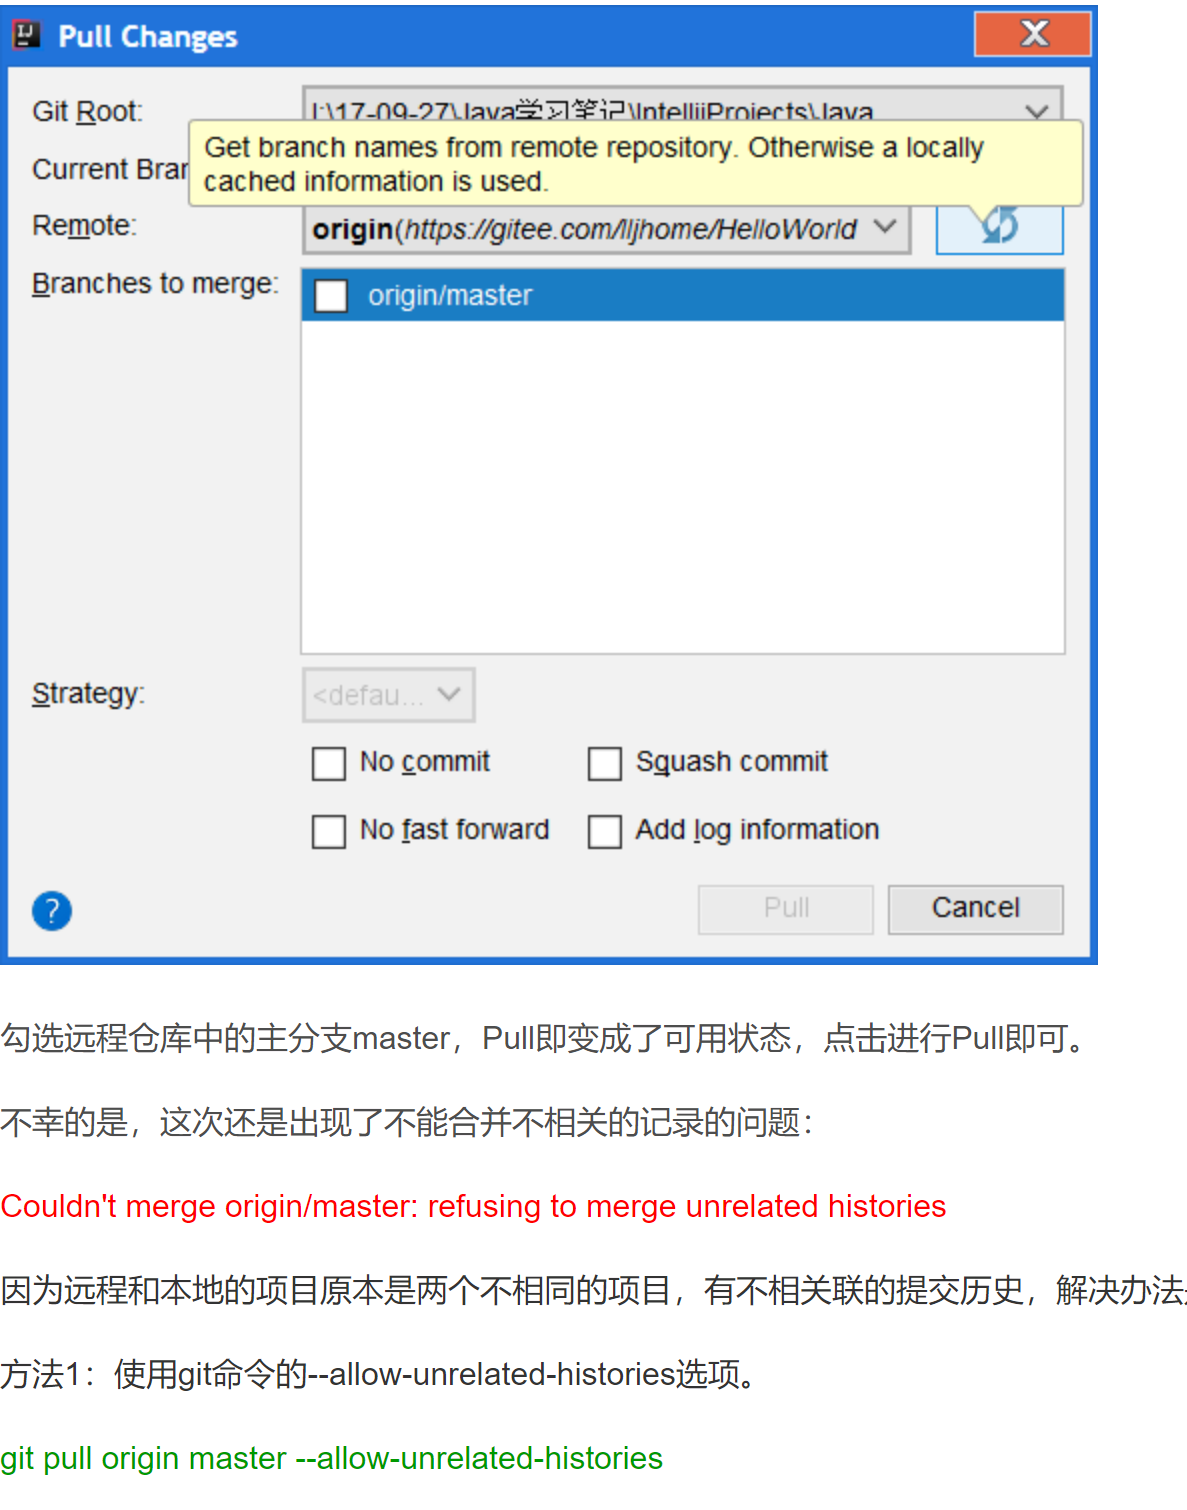 Pull Changes
Git Root:
I:\17-09-27\Java学习笔记\IntellijProjects\Java
Get branch names from remote repository. Otherwise a locally
cached information is used.
Current Bran
Remote:
origin(https://gitee.com/lljhome/HelloWorld
Branches to merge:
origin/master
Strategy:
<defau...
No commit
Squash commit
No fast forward
Add log information
?
Pull
Cancel
勾选远程仓库中的主分支master，Pull即变成了可用状态，点击进行Pull即可。
不幸的是，这次还是出现了不能合并不相关的记录的问题：
Couldn't merge origin/master: refusing to merge unrelated histories
因为远程和本地的项目原本是两个不相同的项目，有不相关联的提交历史，解决办法
方法1：使用git命令的--allow-unrelated-histories选项。
git pull origin master --allow-unrelated-histories